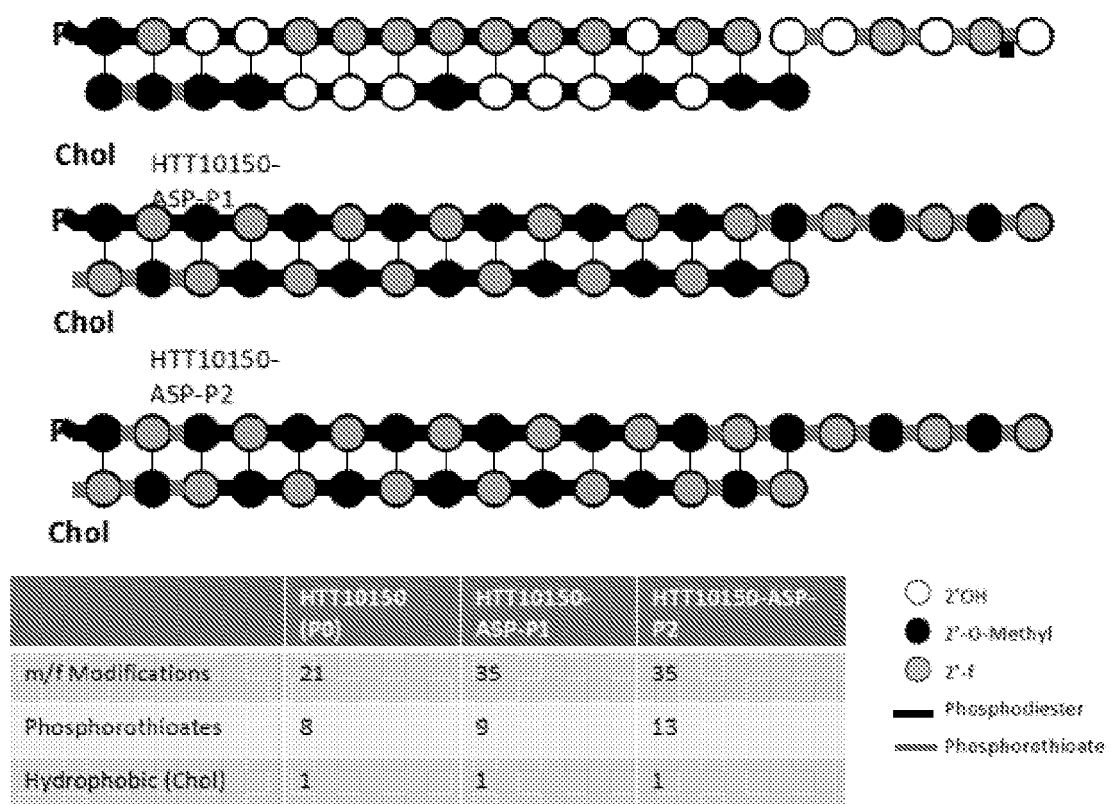 P
Chol
HTT10150-
ASP-P1
P
Chol
HTT10150-
ASP-P2
P
Chol
HTT10150 HTT10150- HTT10150-ASP-
(P0) ASP-P1 P2
m/f Modifications 21 35 35
Phosphorothioates 8 9 13
Hydrophobic (Chol) 1 1 1
2'OH
2'-O-Methyl
2'-f
Phosphodiester
Phosphorothioate